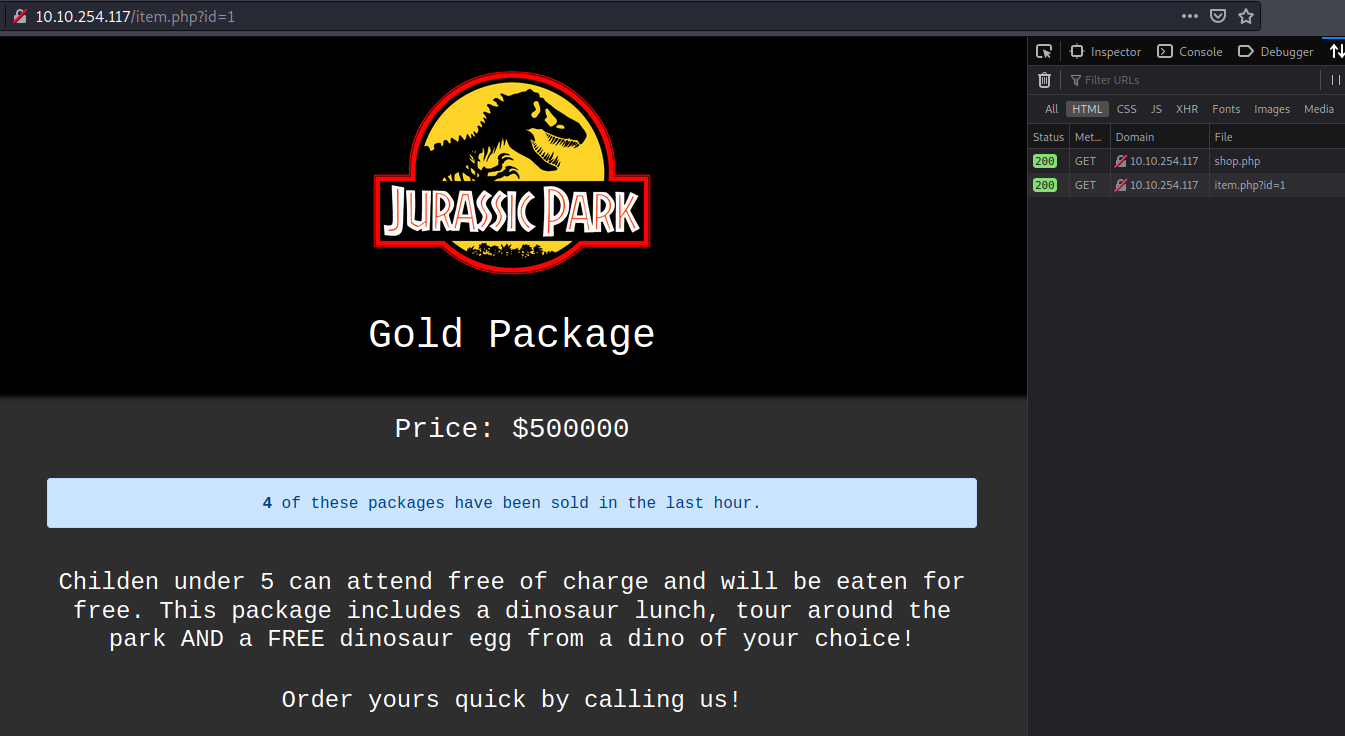 10.10.254.117/item.php?id=1
Inspector Console Debugger
Filter URLs
All HTML CSS JS XHR Fonts Images Media
Status Met... Domain File
200 GET 10.10.254.117 shop.php
200 GET 10.10.254.117 item.php?id=1
JURASSIC PARK
Gold Package
Price: $500000
4 of these packages have been sold in the last hour.
Childen under 5 can attend free of charge and will be eaten for
free. This package includes a dinosaur lunch, tour around the
park AND a FREE dinosaur egg from a dino of your choice!
Order yours quick by calling us!